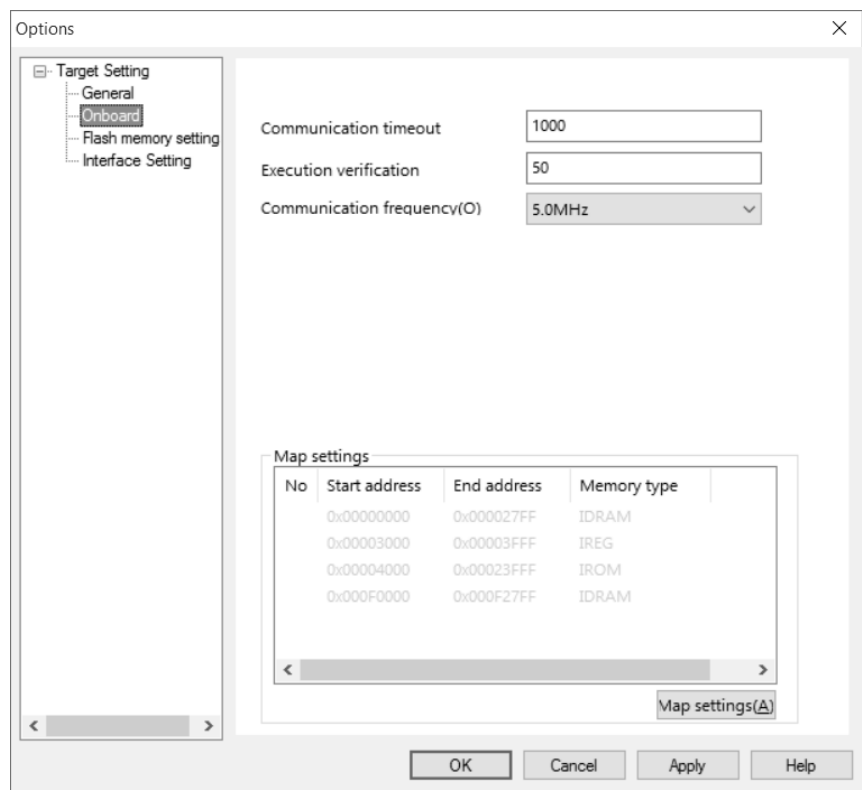 Options
Target Setting
General
Onboard
Flash memory setting
Interface Setting
Communication timeout 1000
Execution verification 50
Communication frequency(O) 5.0MHz
Map settings
No Start address End address Memory type
0x00000000 0x000027FF IDRAM
0x00003000 0x00003FFF IREG
0x00004000 0x00023FFF IROM
0x000F0000 0x000F27FF IDRAM
Map settings(A)
OK Cancel Apply Help